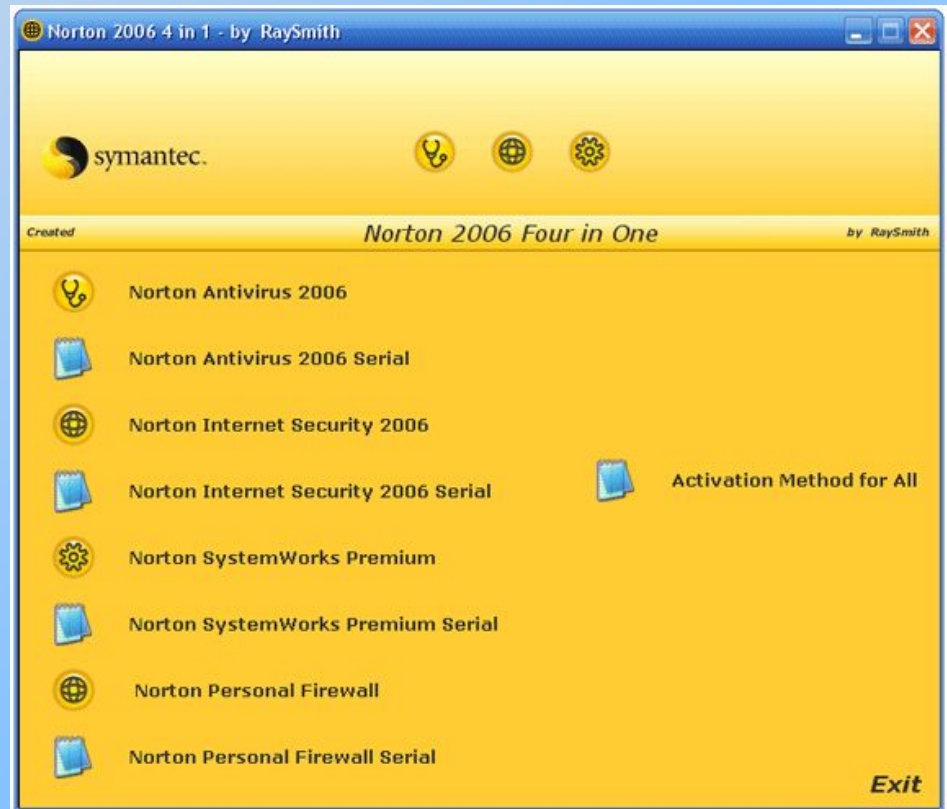 Norton 2006 4 in 1 - by RaySmith
symantec.
Created Norton 2006 Four in One by RaySmith
Norton Antivirus 2006
Norton Antivirus 2006 Serial
Norton Internet Security 2006
Norton Internet Security 2006 Serial
Activation Method for All
Norton SystemWorks Premium
Norton SystemWorks Premium Serial
Norton Personal Firewall
Norton Personal Firewall Serial
Exit